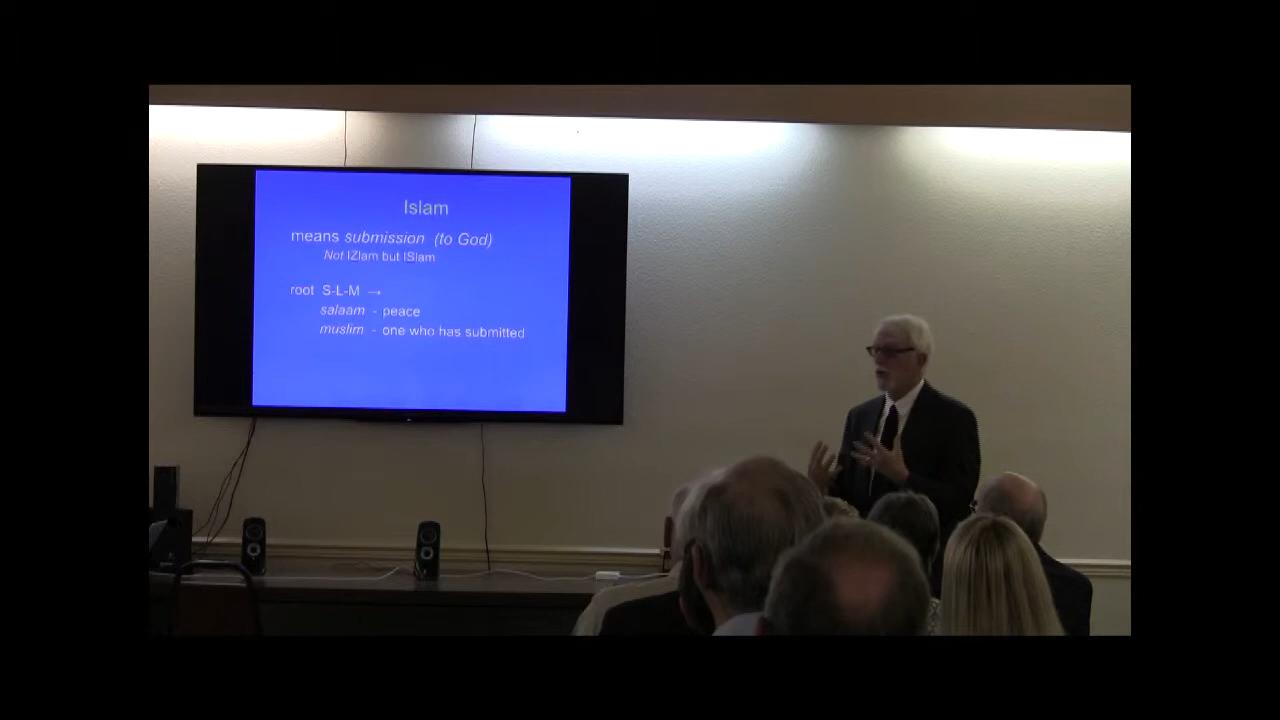 Islam
means submission (to God)
Not IZlam but ISlam
root S-L-M →
salaam - peace
muslim - one who has submitted